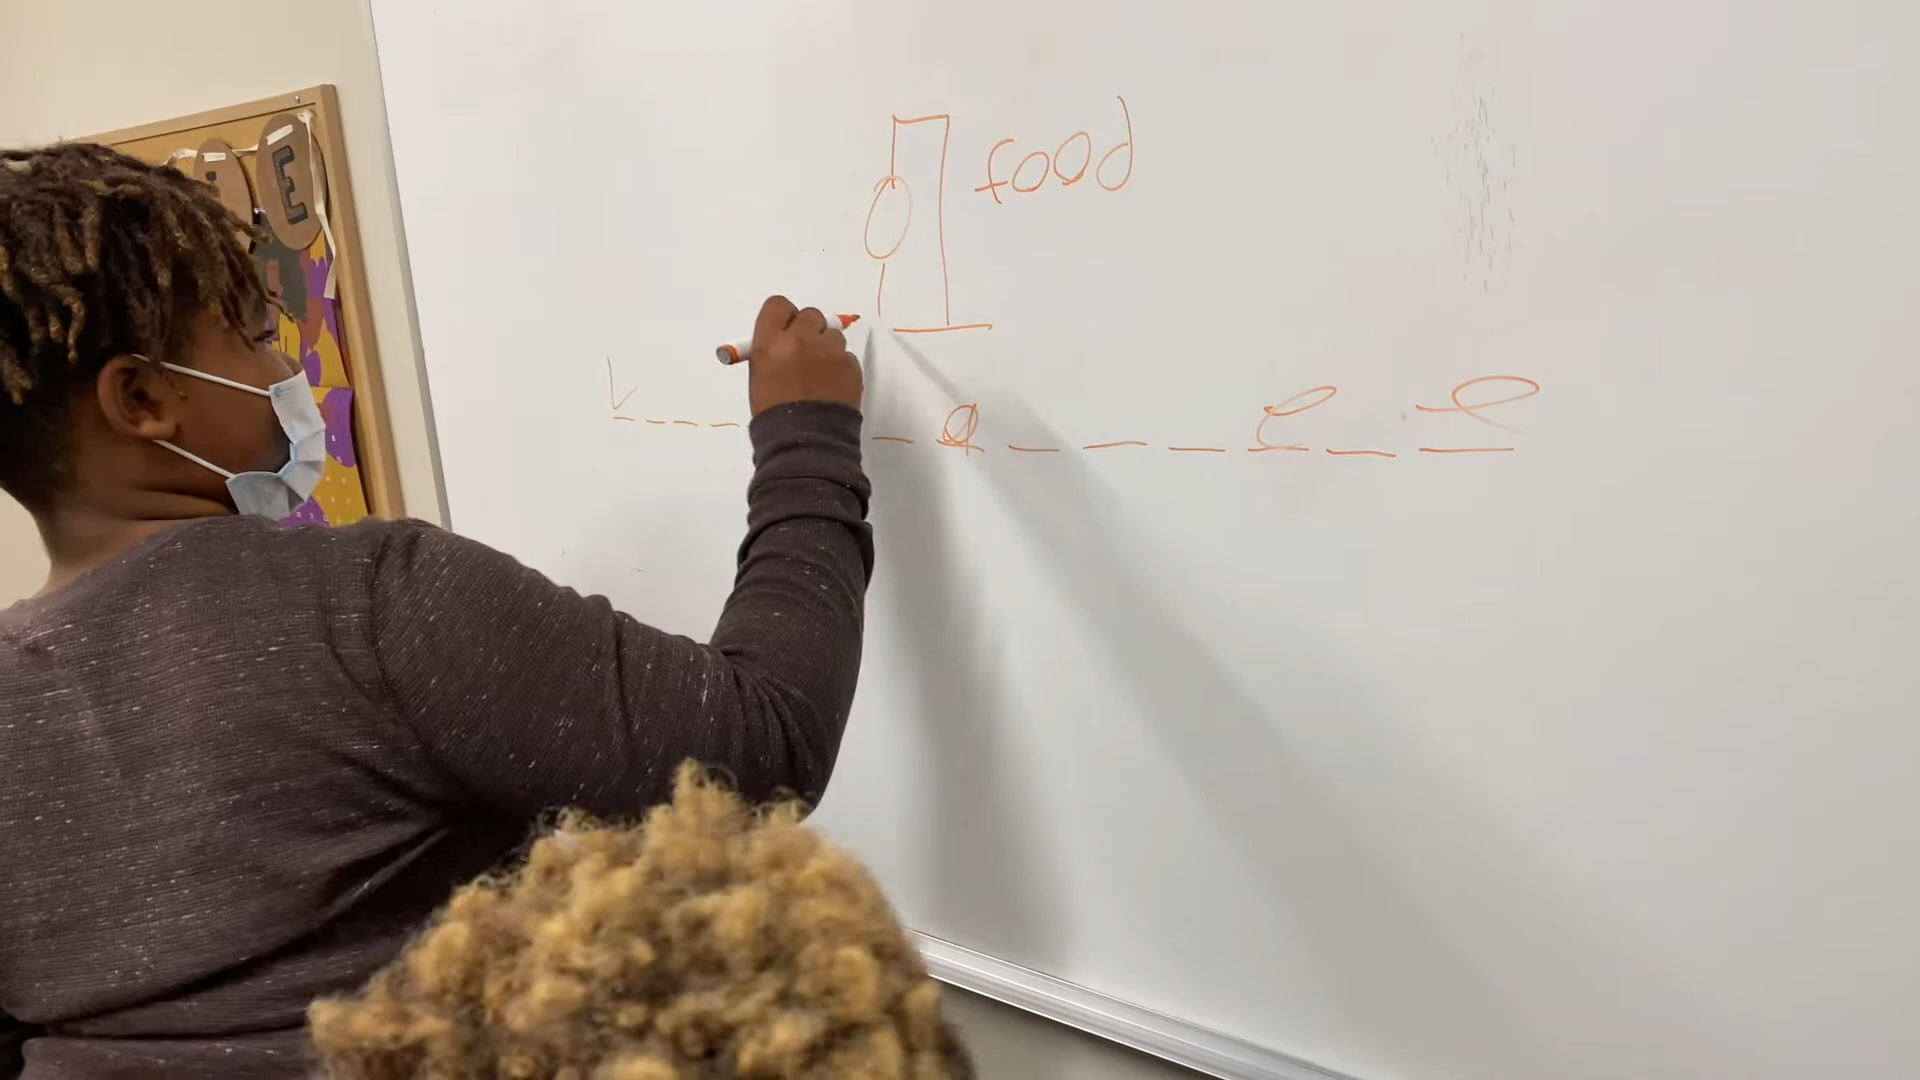 E
food
k _ _ _ _ a _ _ _ e _ e